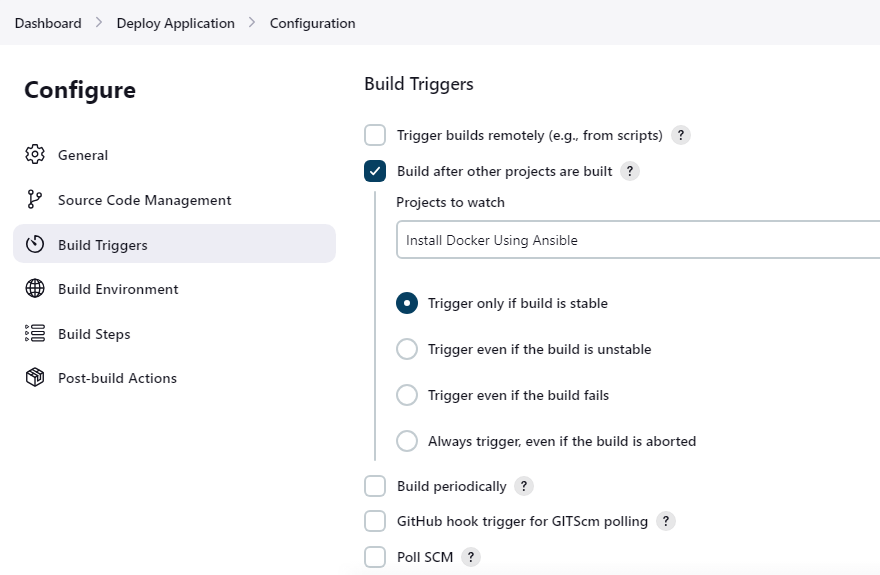 Dashboard > Deploy Application > Configuration
Configure
General
Source Code Management
Build Triggers
Build Environment
Build Steps
Post-build Actions
Build Triggers
Trigger builds remotely (e.g., from scripts) ?
Build after other projects are built ?
Projects to watch
Install Docker Using Ansible
Trigger only if build is stable
Trigger even if the build is unstable
Trigger even if the build fails
Always trigger, even if the build is aborted
Build periodically ?
GitHub hook trigger for GITScm polling ?
Poll SCM ?